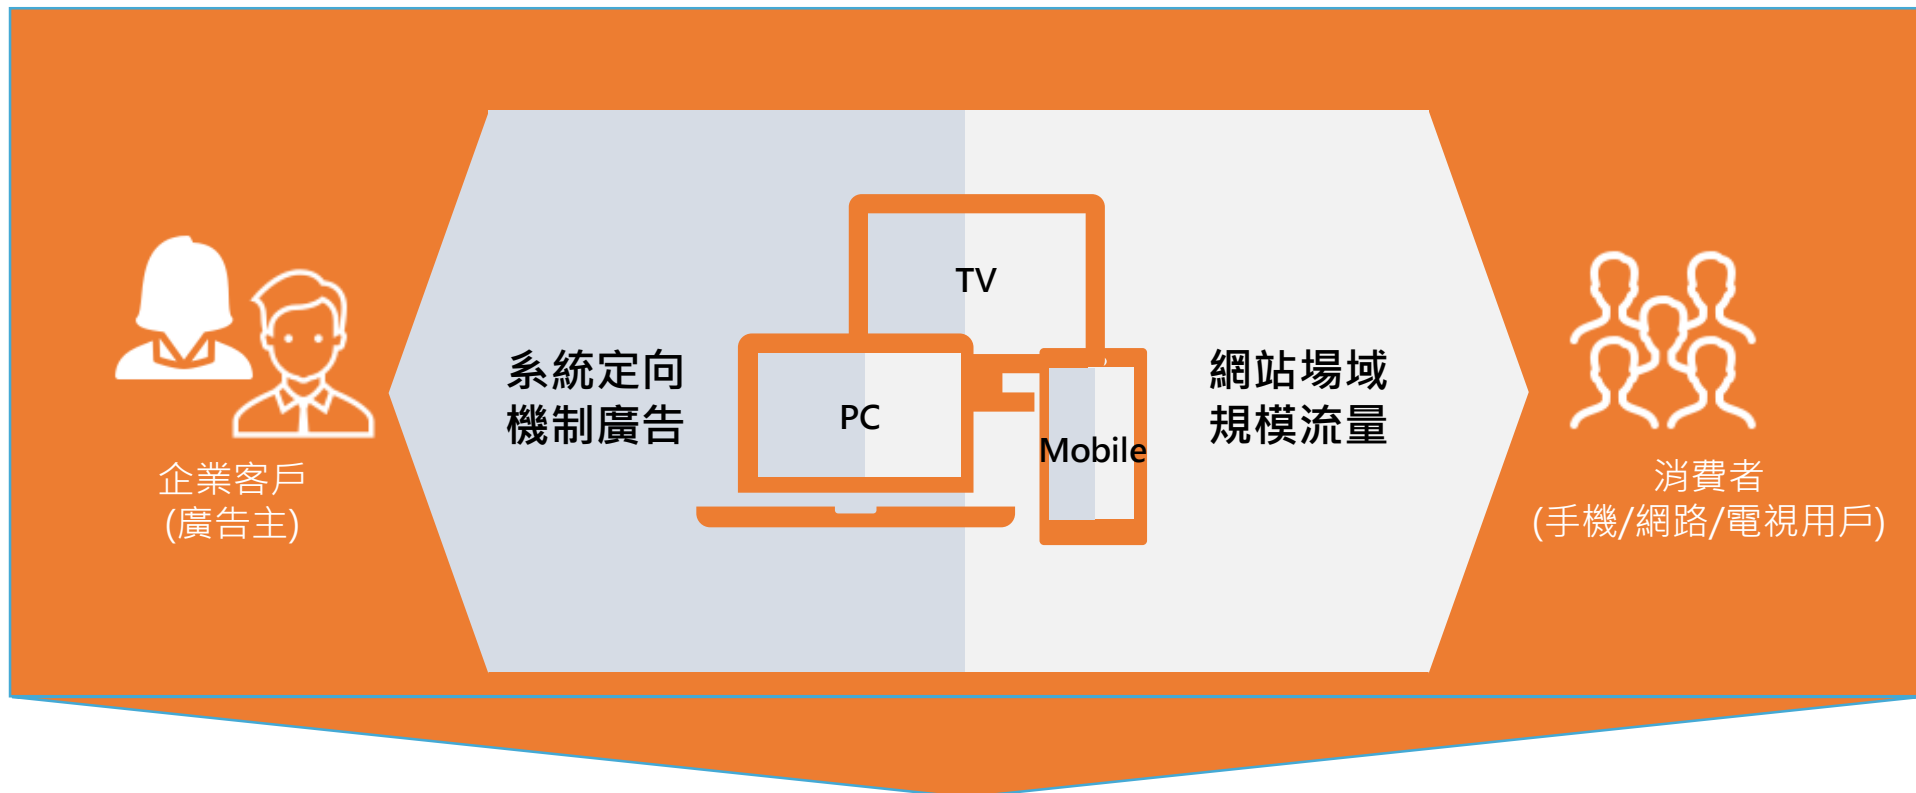 企業客戶
(廣告主)
系統定向
機制廣告
TV
PC
Mobile
網站場域
規模流量
消費者
(手機/網路/電視用戶)